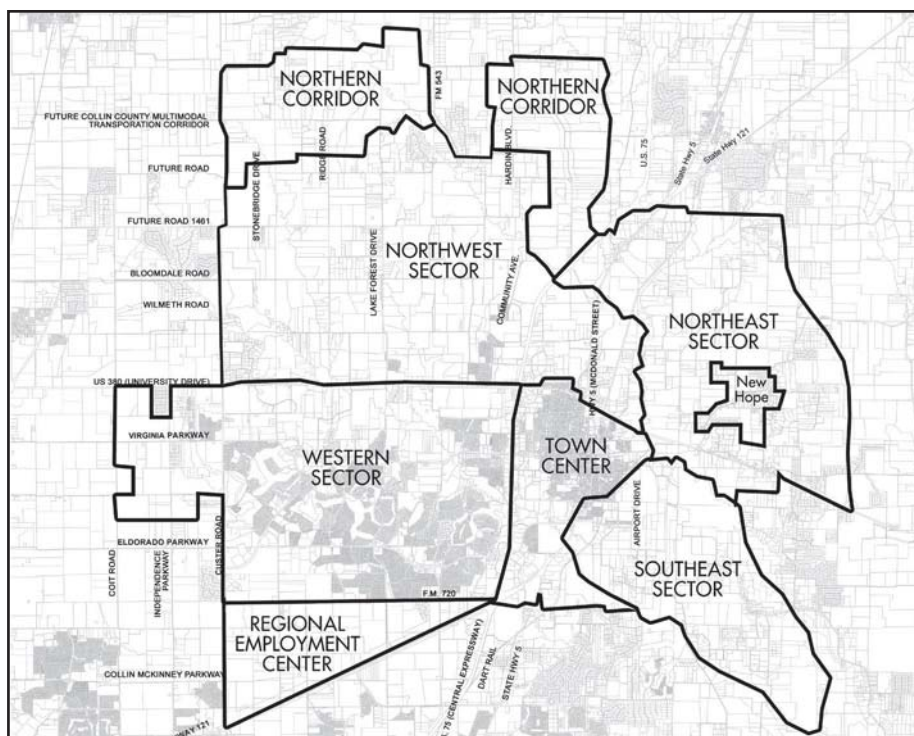 NORTHERN
CORRIDOR
FM 543
NORTHERN
CORRIDOR
FUTURE COLLIN COUNTY MULTIMODAL
TRANSPORATION CORRIDOR
FUTURE ROAD
STONEBRIDGE DRIVE
RIDGE ROAD
HARDIN BLVD.
U.S. 75
State Hwy 5
State Hwy 121
FUTURE ROAD 1461
BLOOMDALE ROAD
WILMETH ROAD
LAKE FOREST DRIVE
NORTHWEST
SECTOR
COMMUNITY AVE.
HWY 5 (MCDONALD STREET)
NORTHEAST
SECTOR
New
Hope
US 380 (UNIVERSITY DRIVE)
VIRGINIA PARKWAY
WESTERN
SECTOR
TOWN
CENTER
AIRPORT DRIVE
ELDORADO PARKWAY
COIT ROAD
INDEPENDENCE
PARKWAY
CUSTER ROAD
F.M. 720
SOUTHEAST
SECTOR
REGIONAL
EMPLOYMENT
CENTER
COLLIN MCKINNEY PARKWAY
75 (CENTRAL EXPRESSWAY)
DART RAIL
STATE HWY 5
121